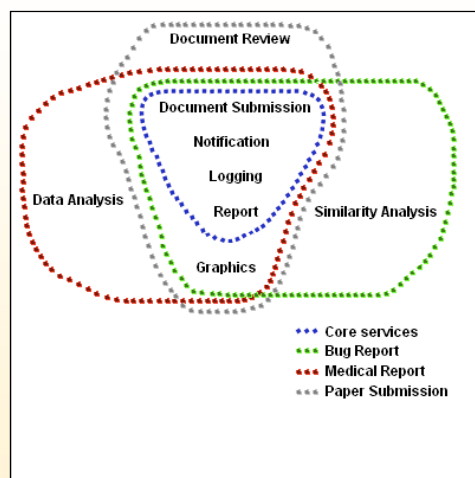 Document Review
Document Submission
Notification
Logging
Data Analysis
Report
Similarity Analysis
Graphics
Core services
Bug Report
Medical Report
Paper Submission